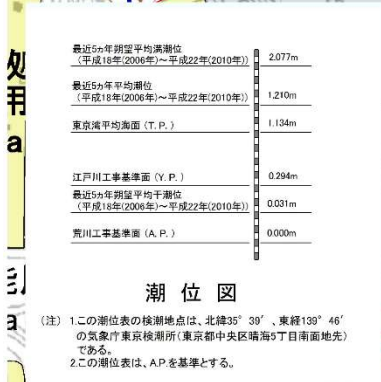 処
用
a
最近5ヵ年朔望平均満潮位
(平成18年(2006年)~平成22年(2010年)) 2.077m
最近5ヵ年平均潮位
(平成18年(2006年)~平成22年(2010年)) 1.210m
東京湾平均海面 (T.P.) 1.134m
江戸川工事基準面 (Y.P.) 0.294m
最近5ヵ年朔望平均干潮位
(平成18年(2006年)~平成22年(2010年)) 0.031m
荒川工事基準面 (A.P.) 0.000m
潮位図
(注) 1.この潮位表の検潮地点は、北緯35°39′、東経139°46′
の気象庁東京検潮所(東京都中央区晴海5丁目南面地先)
である。
2.この潮位表は、A.P.を基準とする。
a